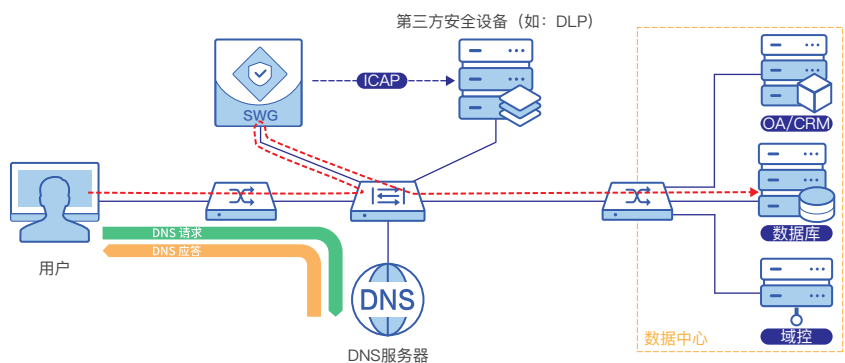 第三方安全设备（如：DLP）
SWG
ICAP
OA/CRM
数据库
域控
数据中心
用户
DNS 请求
DNS 应答
DNS
DNS服务器